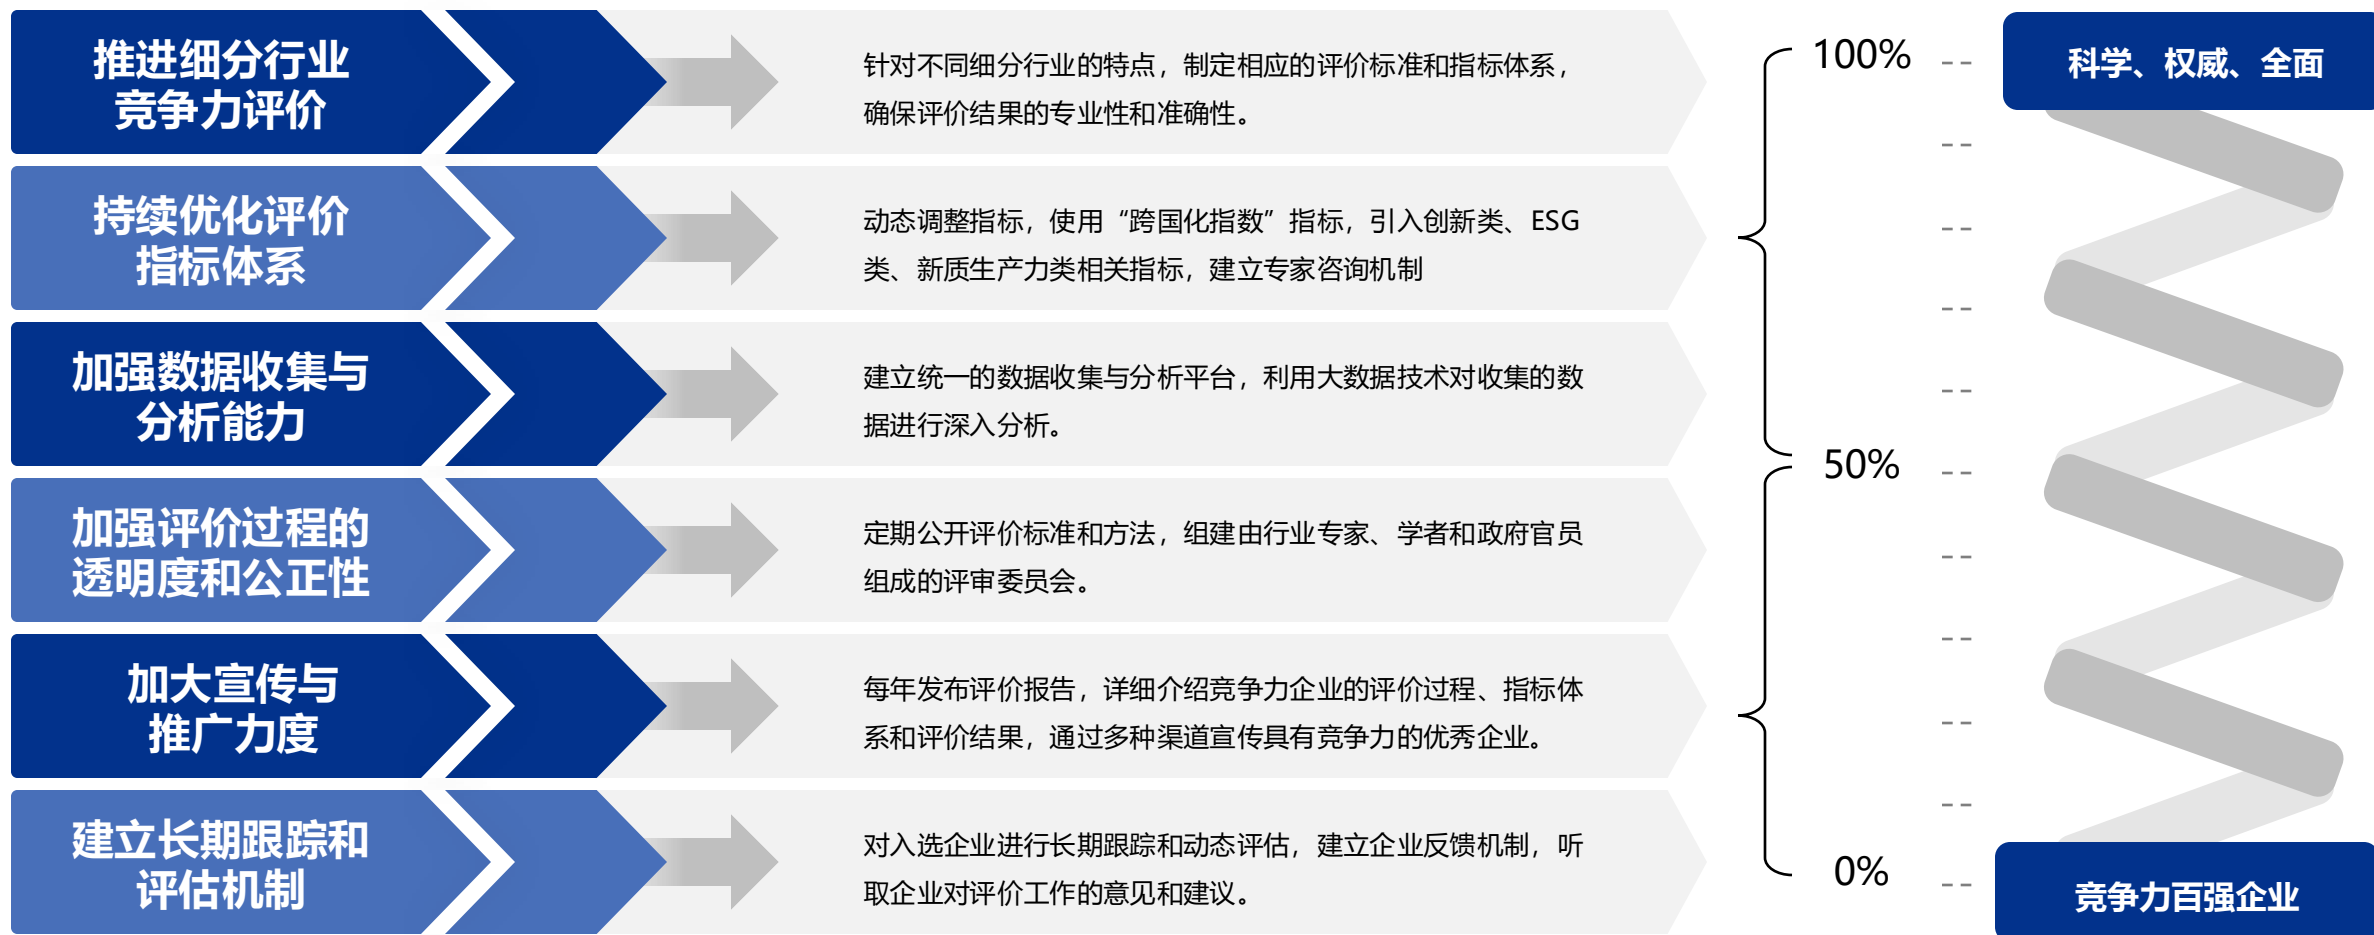 推进细分行业
竞争力评价
针对不同细分行业的特点，制定相应的评价标准和指标体系，
确保评价结果的专业性和准确性。
持续优化评价
指标体系
动态调整指标，使用“跨国化指数”指标，引入创新类、ESG
类、新质生产力类相关指标，建立专家咨询机制
加强数据收集与
分析能力
建立统一的数据收集与分析平台，利用大数据技术对收集的数
据进行深入分析。
加强评价过程的
透明度和公正性
定期公开评价标准和方法，组建由行业专家、学者和政府官员
组成的评审委员会。
加大宣传与
推广力度
每年发布评价报告，详细介绍竞争力企业的评价过程、指标体
系和评价结果，通过多种渠道宣传具有竞争力的优秀企业。
建立长期跟踪和
评估机制
对入选企业进行长期跟踪和动态评估，建立企业反馈机制，听
取企业对评价工作的意见和建议。
100%
50%
0%
科学、权威、全面
竞争力百强企业